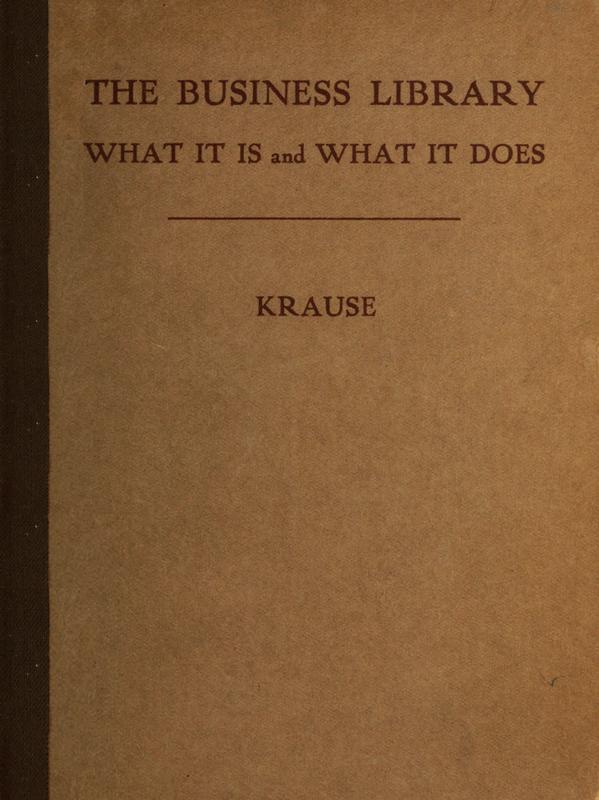 THE BUSINESS LIBRARY
WHAT IT IS and WHAT IT DOES
KRAUSE